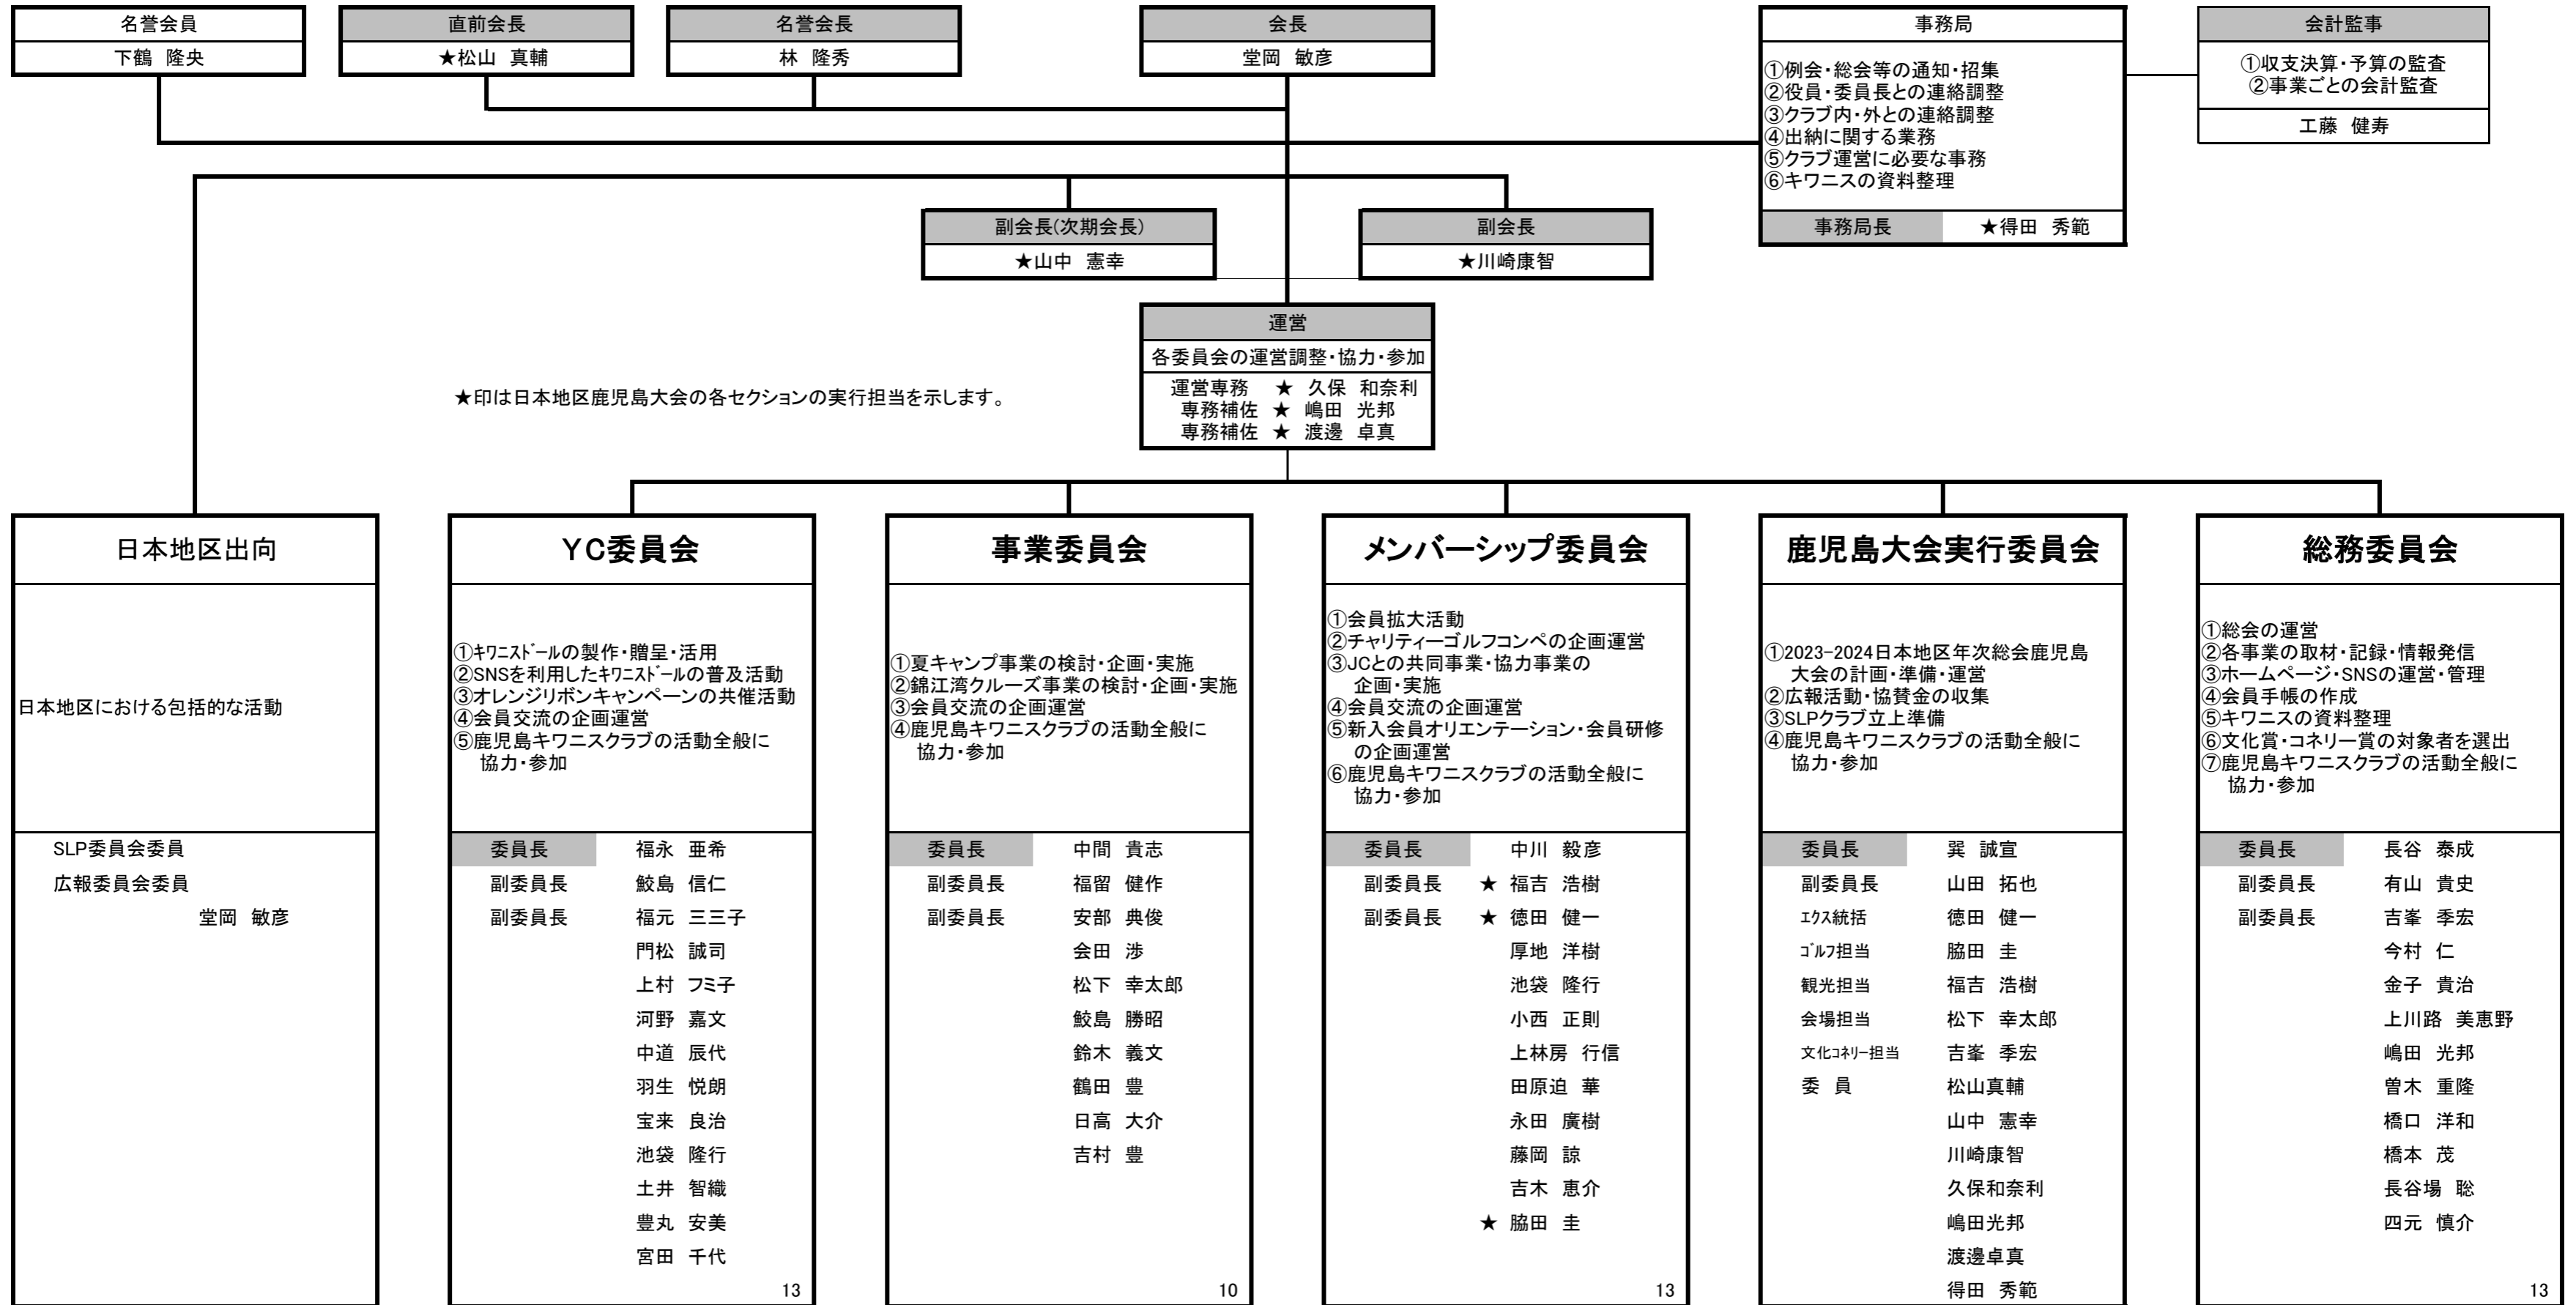 名誉会員
下鶴 隆央
直前会長
★松山 真輔
名誉会長
林 隆秀
会長
堂岡 敏彦
事務局
①例会・総会等の通知・招集
②役員・委員長との連絡調整
③クラブ内・外との連絡調整
④出納に関する業務
⑤クラブ運営に必要な事務
⑥キワニスの資料整理
事務局長 ★得田 秀範
会計監事
①収支決算・予算の監査
②事業ごとの会計監査
工藤 健寿
副会長(次期会長)
★山中 憲幸
副会長
★川崎康智
運営
各委員会の運営調整・協力・参加
運営専務 ★ 久保 和奈利
専務補佐 ★ 嶋田 光邦
専務補佐 ★ 渡邊 卓真
★印は日本地区鹿児島大会の各セクションの実行担当を示します。
日本地区出向
日本地区における包括的な活動
SLP委員会委員
広報委員会委員
堂岡 敏彦
YC委員会
①ｷﾜﾆｽﾄﾞｰﾙの製作・贈呈・活用
②SNSを利用したｷﾜﾆｽﾄﾞｰﾙの普及活動
③オレンジリボンキャンペーンの共催活動
④会員交流の企画運営
⑤鹿児島キワニスクラブの活動全般に
協力・参加
委員長 福永 亜希
副委員長 鮫島 信仁
副委員長 福元 三三子
門松 誠司
上村 フミ子
河野 嘉文
中道 辰代
羽生 悦朗
宝来 良治
池袋 隆行
土井 智織
豊丸 安美
宮田 千代
13
事業委員会
①夏キャンプ事業の検討・企画・実施
②錦江湾クルーズ事業の検討・企画・実施
③会員交流の企画運営
④鹿児島キワニスクラブの活動全般に
協力・参加
委員長 中間 貴志
副委員長 福留 健作
副委員長 安部 典俊
会田 渉
松下 幸太郎
鮫島 勝昭
鈴木 義文
鶴田 豊
日高 大介
吉村 豊
10
メンバーシップ委員会
①会員拡大活動
②チャリティーゴルフコンペの企画運営
③JCとの共同事業・協力事業の
企画・実施
④会員交流の企画運営
⑤新入会員オリエンテーション・会員研修
の企画運営
⑥鹿児島キワニスクラブの活動全般に
協力・参加
委員長 中川 毅彦
副委員長 ★ 福吉 浩樹
副委員長 ★ 徳田 健一
厚地 洋樹
池袋 隆行
小西 正則
上林房 行信
田原迫 華
永田 廣樹
藤岡 諒
吉木 恵介
★ 脇田 圭
13
鹿児島大会実行委員会
①2023-2024日本地区年次総会鹿児島
大会の計画・準備・運営
②広報活動・協賛金の収集
③SLPクラブ立上準備
④鹿児島キワニスクラブの活動全般に
協力・参加
委員長 巽 誠宣
副委員長 山田 拓也
ｴｸｽ統括 徳田 健一
ｺﾞﾙﾌ担当 脇田 圭
観光担当 福吉 浩樹
会場担当 松下 幸太郎
文化ｺﾈﾘｰ担当 吉峯 季宏
委 員 松山真輔
山中 憲幸
川崎康智
久保和奈利
嶋田光邦
渡邊卓真
得田 秀範
総務委員会
①総会の運営
②各事業の取材・記録・情報発信
③ホームページ・SNSの運営・管理
④会員手帳の作成
⑤キワニスの資料整理
⑥文化賞・コネリー賞の対象者を選出
⑦鹿児島キワニスクラブの活動全般に
協力・参加
委員長 長谷 泰成
副委員長 有山 貴史
副委員長 吉峯 季宏
今村 仁
金子 貴治
上川路 美恵野
嶋田 光邦
曽木 重隆
橋口 洋和
橋本 茂
長谷場 聡
四元 慎介
13